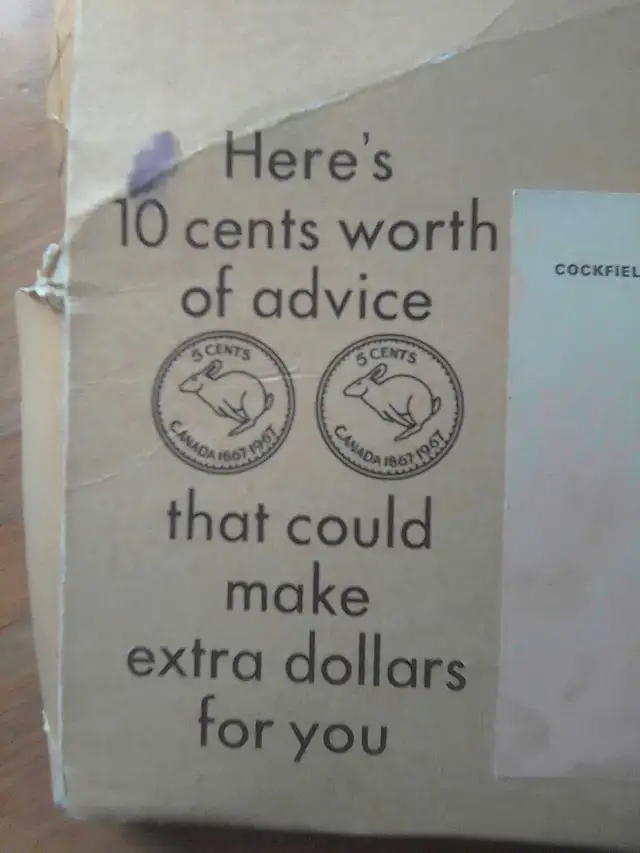 Here's
10 cents worth
of advice
5 CENTS
CANADA 1867-1967
5 CENTS
CANADA 1867-1967
that could
make
extra dollars
for you
COCKFIEL